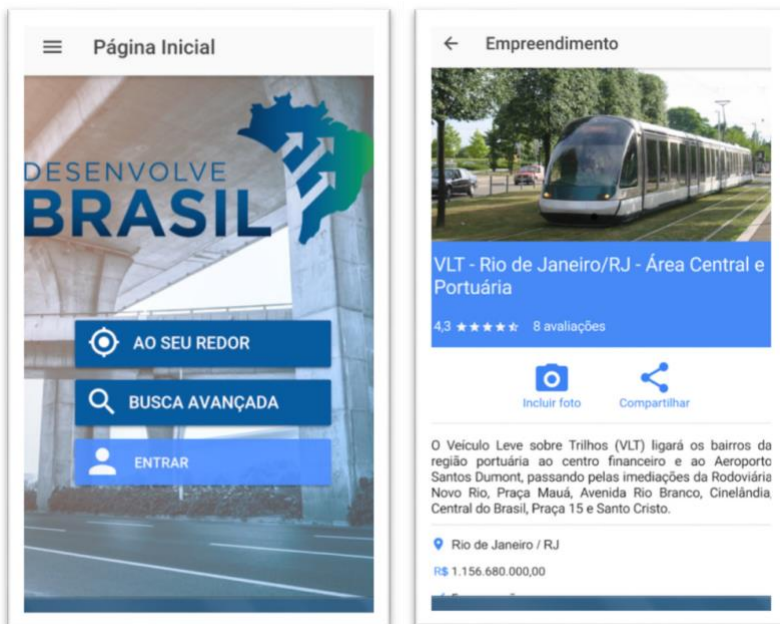 Página Inicial
DESENVOLVE
BRASIL
AO SEU REDOR
BUSCA AVANÇADA
ENTRAR
Empreendimento
VLT - Rio de Janeiro/RJ - Área Central e
Portuária
4,3 ★★★★★ 8 avaliações
Incluir foto
Compartilhar
O Veículo Leve sobre Trilhos (VLT) ligará os bairros da
região portuária ao centro financeiro e ao Aeroporto
Santos Dumont, passando pelas imediações da Rodoviária
Novo Rio, Praça Mauá, Avenida Rio Branco, Cinelândia,
Central do Brasil, Praça 15 e Santo Cristo.
Rio de Janeiro / RJ
R$ 1.156.680.000,00